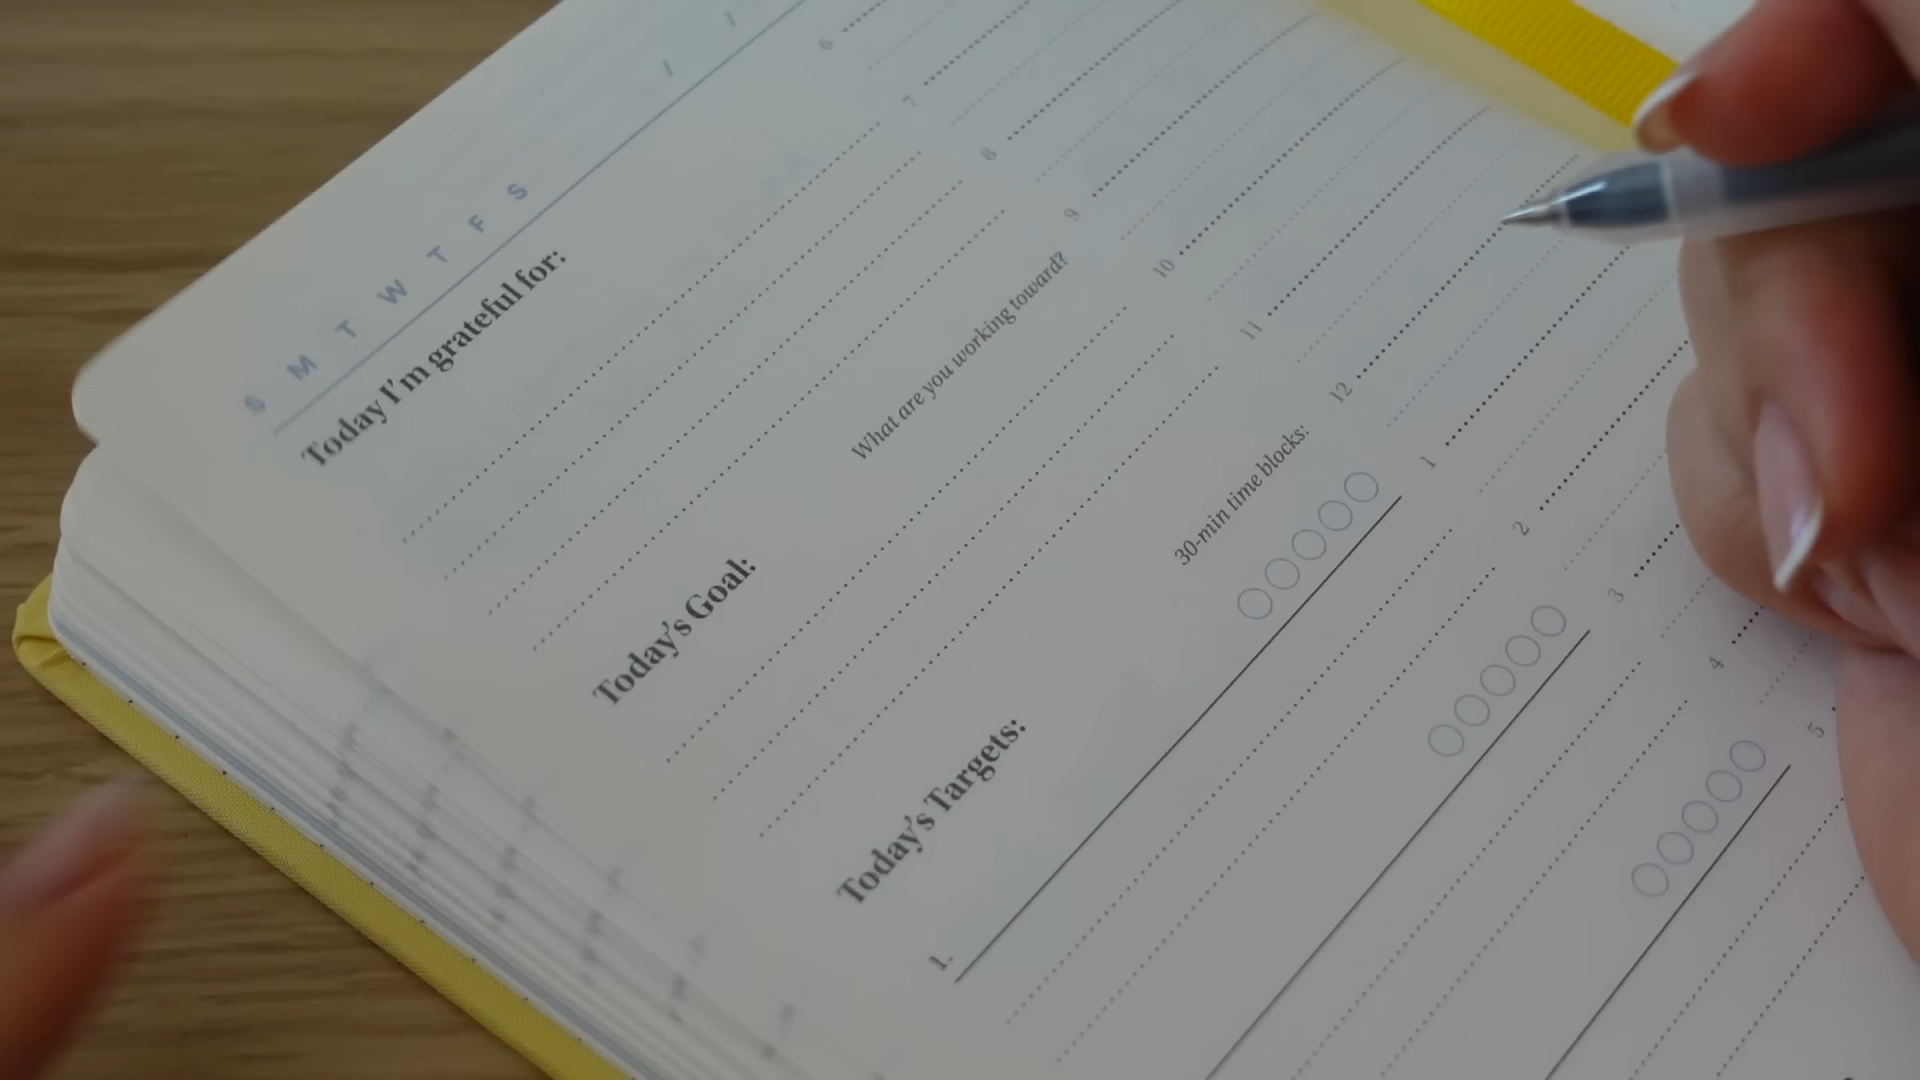 / /
S M T W T F S
Today I'm grateful for:
Today's Goal:
What are you working toward?
Today's Targets:
30-min time blocks:
1.
6
7
8
9
10
11
12
1
2
3
4
5